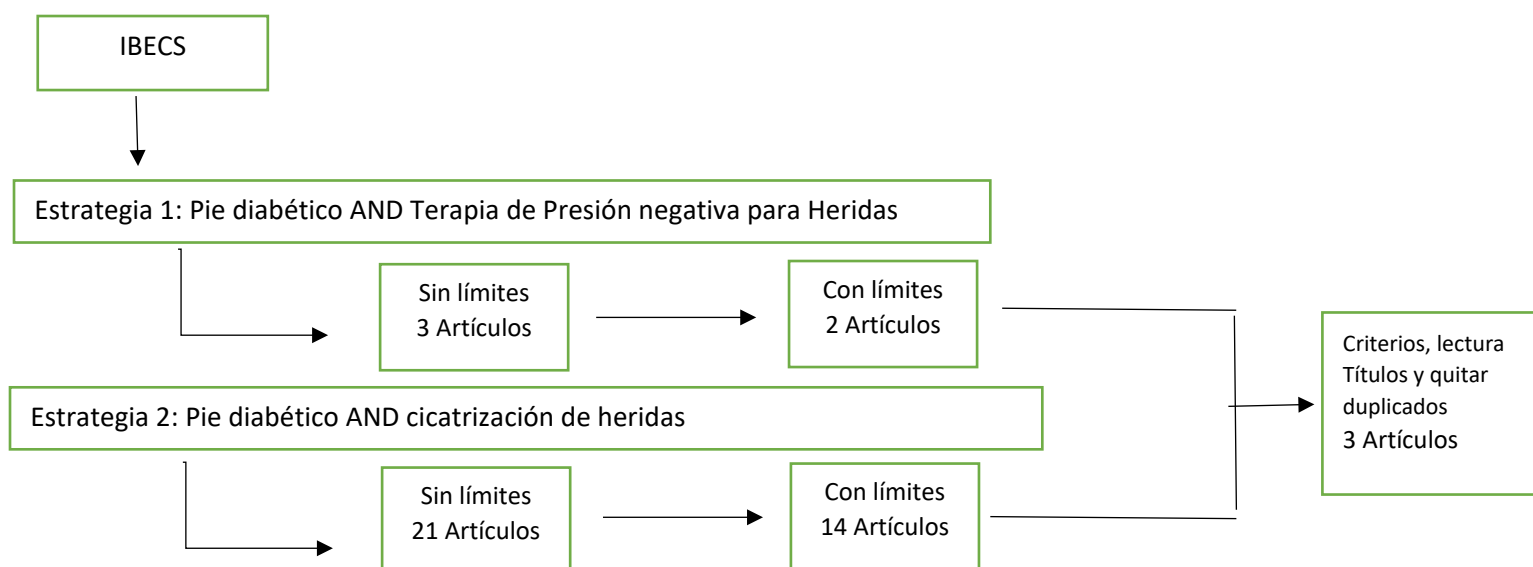 IBECS
Estrategia 1: Pie diabético AND Terapia de Presión negativa para Heridas
Sin límites
3 Artículos
Con límites
2 Artículos
Criterios, lectura
Títulos y quitar
duplicados
3 Artículos
Estrategia 2: Pie diabético AND cicatrización de heridas
Sin límites
21 Artículos
Con límites
14 Artículos